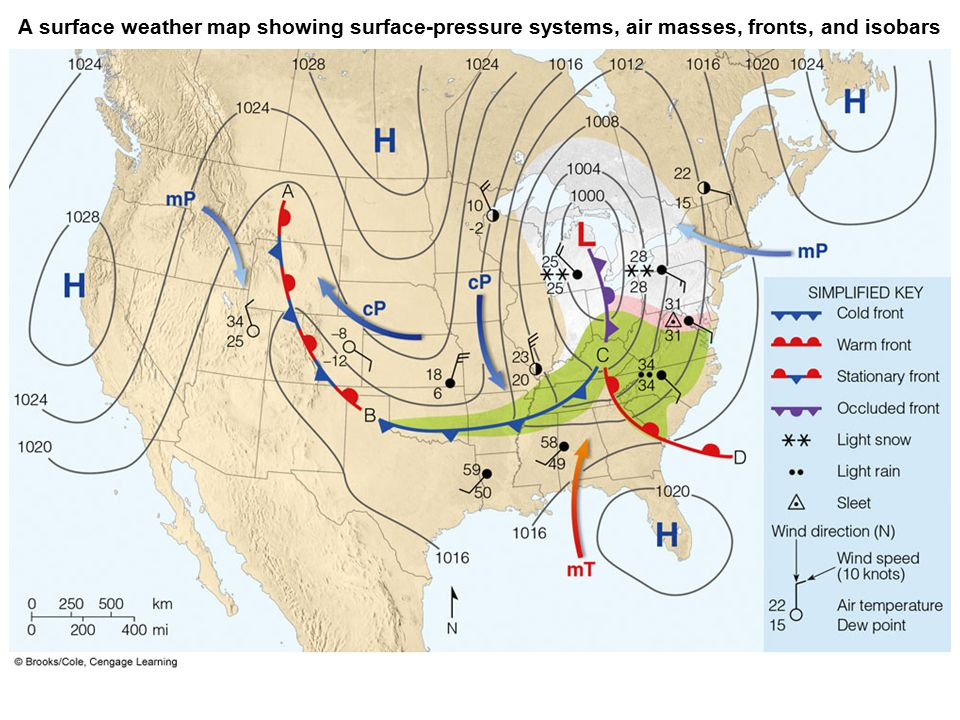 A surface weather map showing surface-pressure systems, air masses, fronts, and isobars
1024
1028
1024
1016
1012
1016
1020
1024
H
1024
H
1008
1004
22
15
1000
A
mP
10
-2
1028
L
mP
25
25
28
28
H
cP
cP
31
31
34
25
-8
-12
23
20
C
34
34
18
6
1024
B
58
49
D
1020
59
50
1020
1016
1016
H
mT
SIMPLIFIED KEY
Cold front
Warm front
Stationary front
Occluded front
Light snow
Light rain
Sleet
Wind direction (N)
Wind speed
(10 knots)
22
15
Air temperature
Dew point
0 250 500 km
0 200 400 mi
N
© Brooks/Cole, Cengage Learning